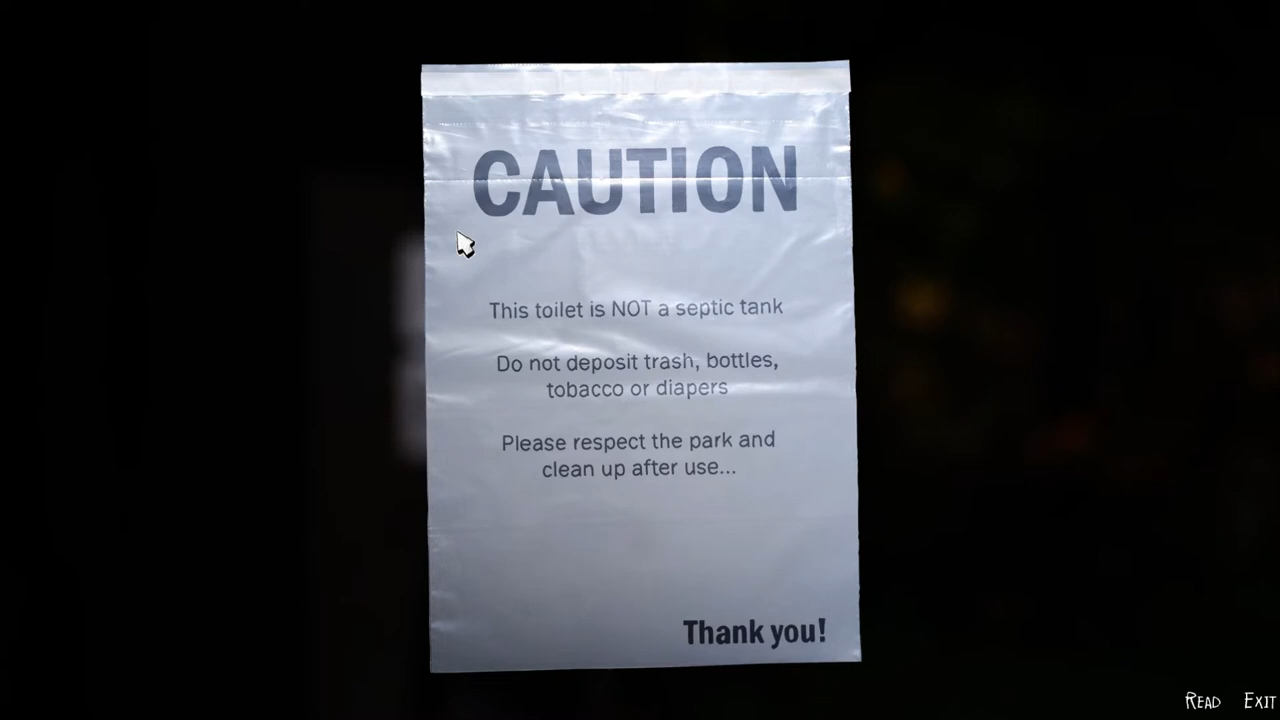 CAUTION
This toilet is NOT a septic tank
Do not deposit trash, bottles,
tobacco or diapers
Please respect the park and
clean up after use...
Thank you!
READ EXIT